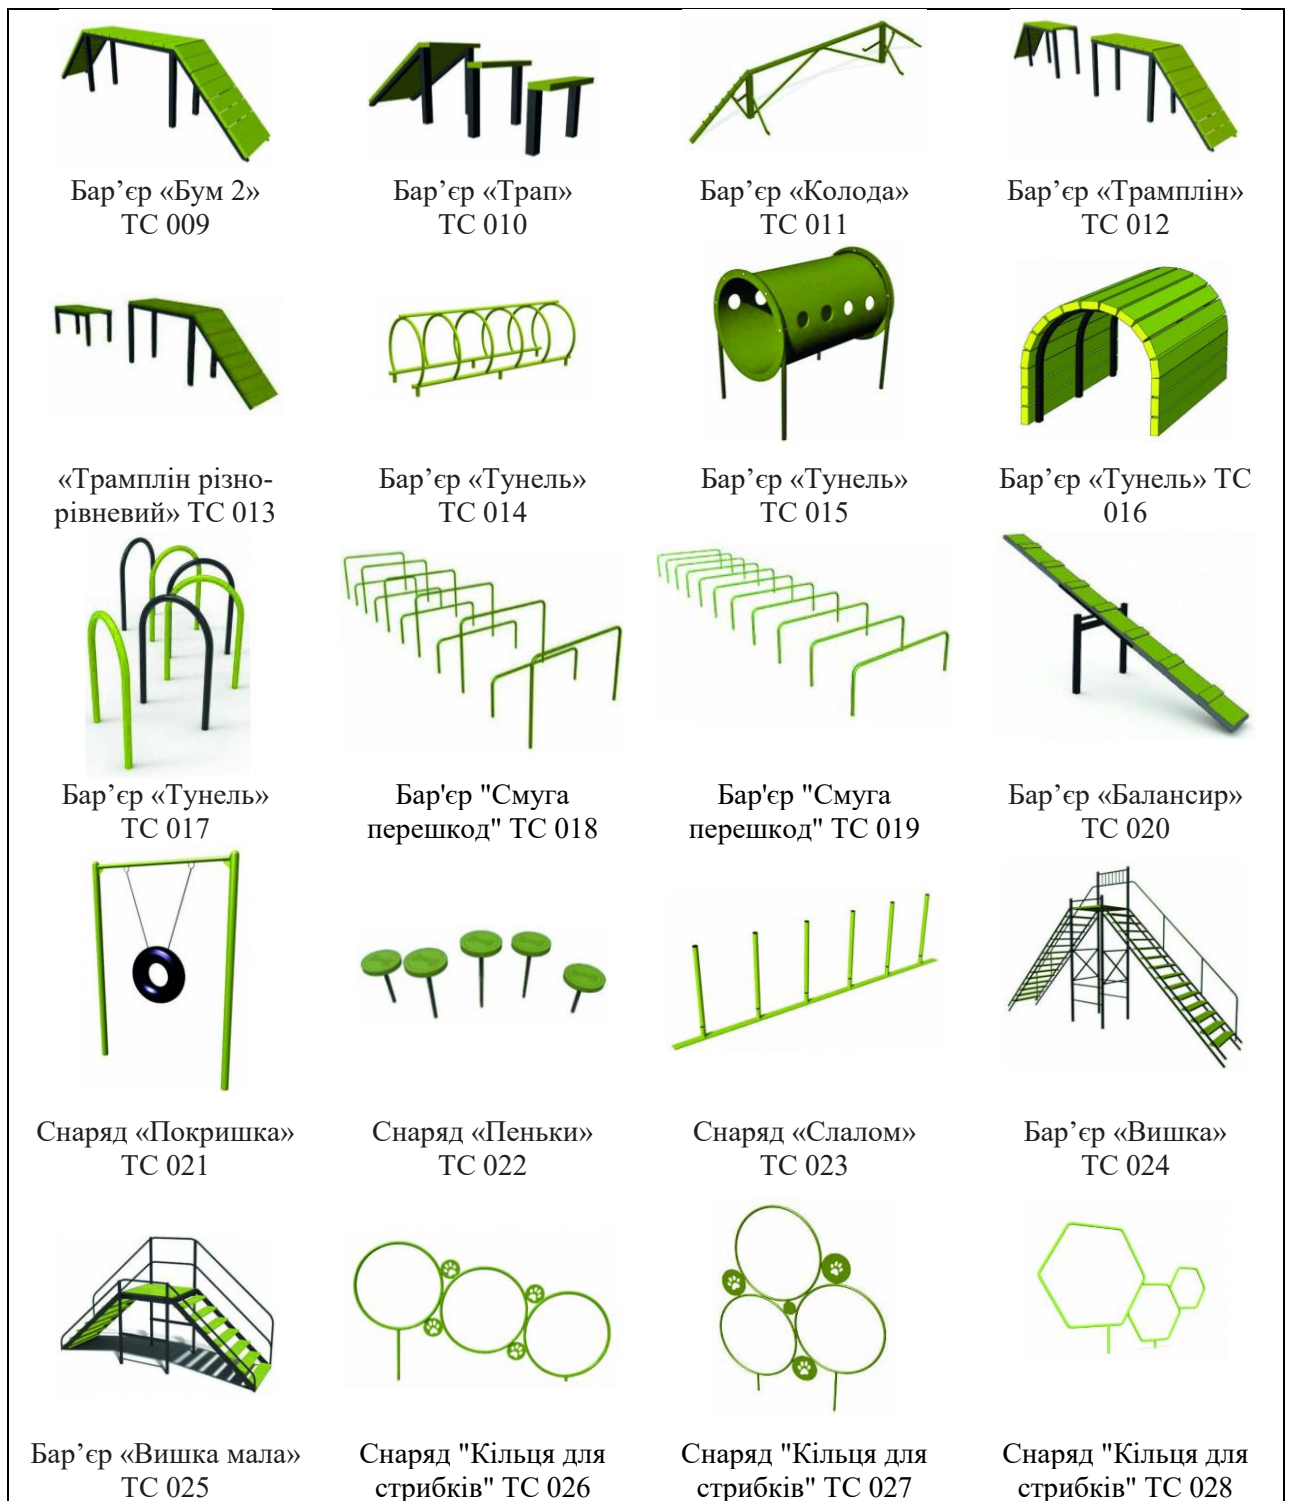 Бар’єр «Бум 2»
ТС 009
Бар’єр «Трап»
ТС 010
Бар’єр «Колода»
ТС 011
Бар’єр «Трамплін»
ТС 012
«Трамплін різно-
рівневий» ТС 013
Бар’єр «Тунель»
ТС 014
Бар’єр «Тунель»
ТС 015
Бар’єр «Тунель» ТС
016
Бар’єр «Тунель»
ТС 017
Бар'єр "Смуга
перешкод" ТС 018
Бар'єр "Смуга
перешкод" ТС 019
Бар’єр «Балансир»
ТС 020
Снаряд «Покришка»
ТС 021
Снаряд «Пеньки»
ТС 022
Снаряд «Слалом»
ТС 023
Бар’єр «Вишка»
ТС 024
Бар’єр «Вишка мала»
ТС 025
Снаряд "Кільця для
стрибків" ТС 026
Снаряд "Кільця для
стрибків" ТС 027
Снаряд "Кільця для
стрибків" ТС 028